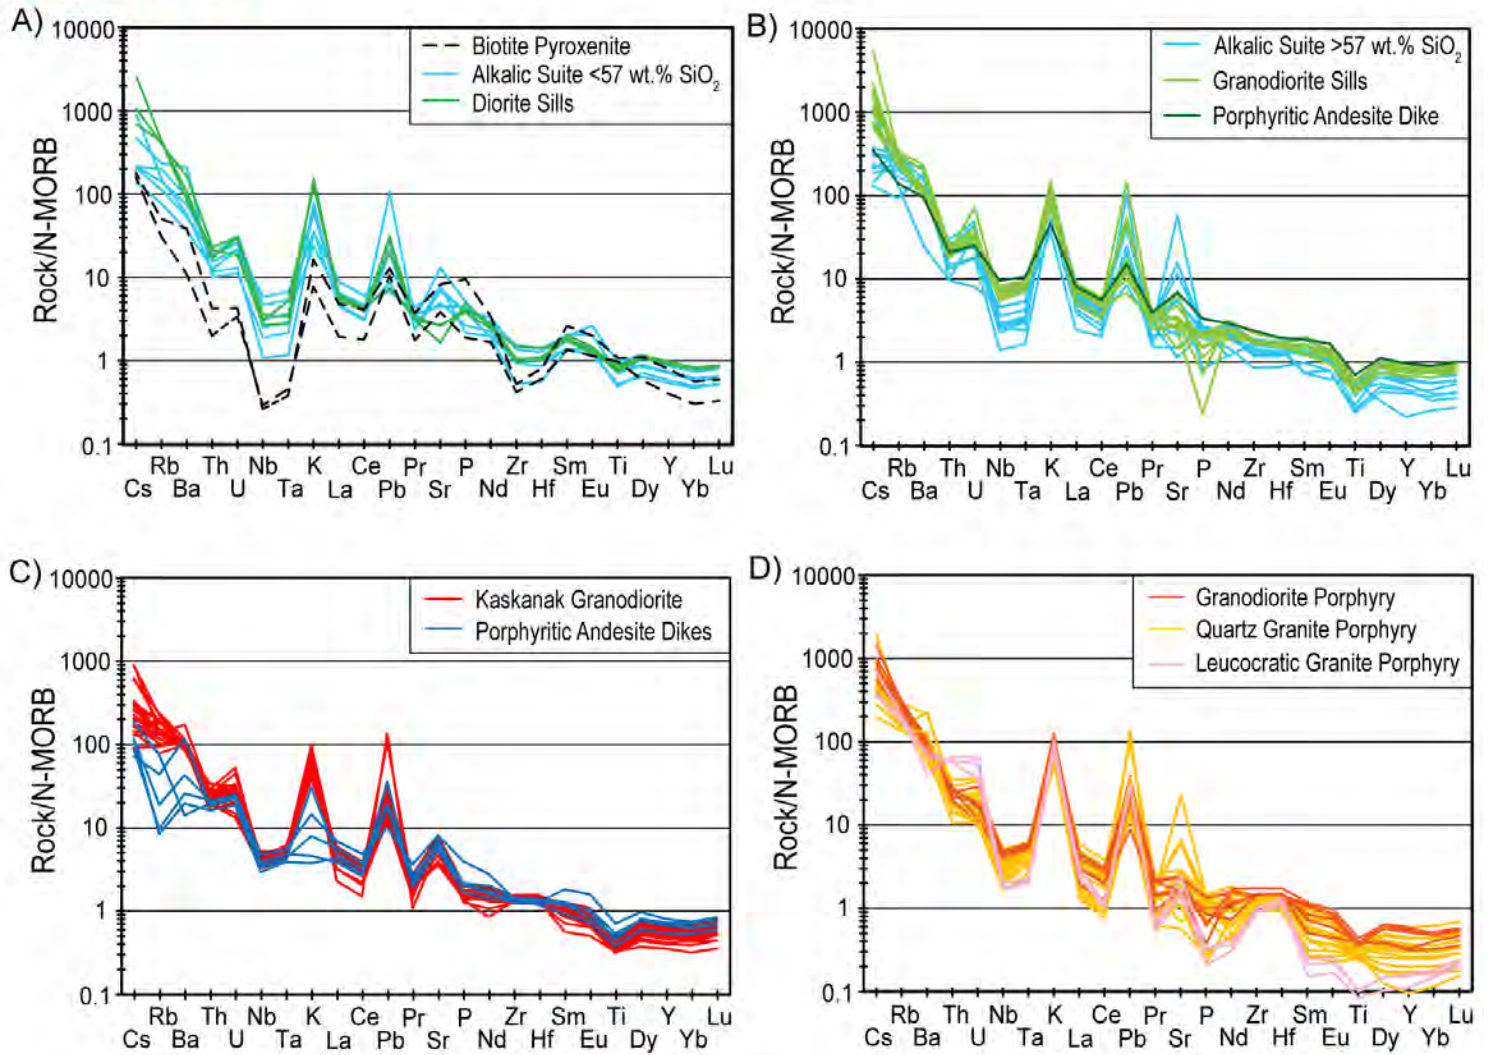 A)
10000
1000
100
10
1
0.1
Rock/N-MORB
Biotite Pyroxenite
Alkalic Suite <57 wt.% SiO₂
Diorite Sills
Rb Th Nb K Ce Pr P Zr Sm Ti Y Lu
Cs Ba U Ta La Pb Sr Nd Hf Eu Dy Yb
B)
10000
1000
100
10
1
0.1
Rock/N-MORB
Alkalic Suite >57 wt.% SiO₂
Granodiorite Sills
Porphyritic Andesite Dike
Rb Th Nb K Ce Pr P Zr Sm Ti Y Lu
Cs Ba U Ta La Pb Sr Nd Hf Eu Dy Yb
C)
10000
1000
100
10
1
0.1
Rock/N-MORB
Kaskanak Granodiorite
Porphyritic Andesite Dikes
Rb Th Nb K Ce Pr P Zr Sm Ti Y Lu
Cs Ba U Ta La Pb Sr Nd Hf Eu Dy Yb
D)
10000
1000
100
10
1
0.1
Rock/N-MORB
Granodiorite Porphyry
Quartz Granite Porphyry
Leucocratic Granite Porphyry
Rb Th Nb K Ce Pr P Zr Sm Ti Y Lu
Cs Ba U Ta La Pb Sr Nd Hf Eu Dy Yb